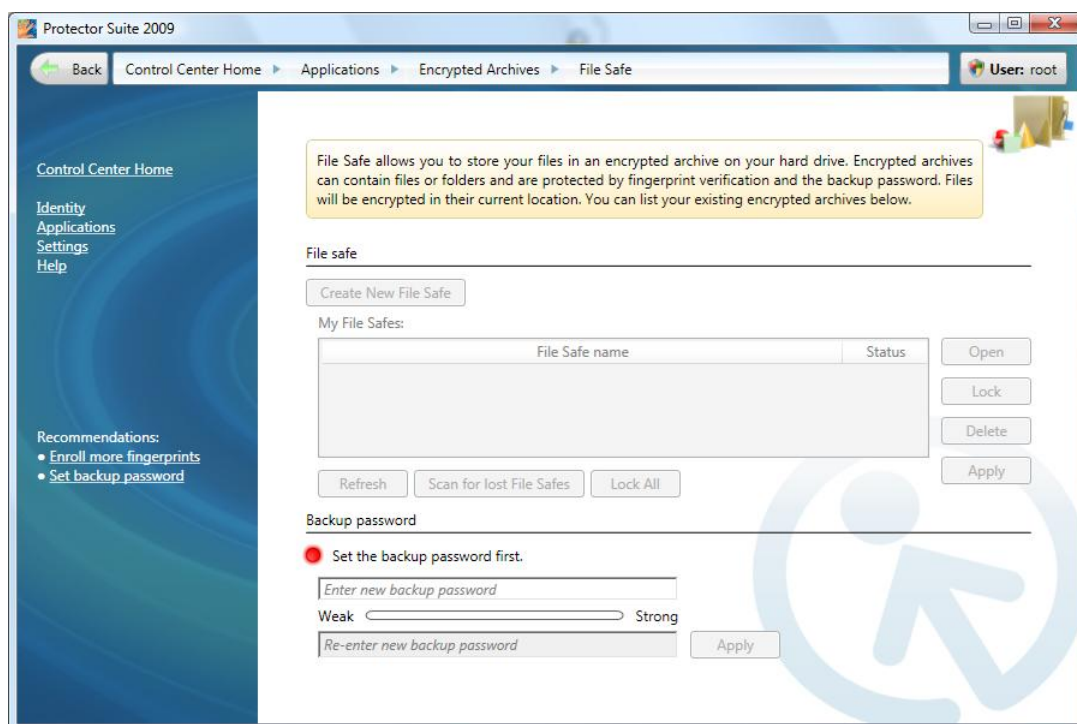 Protector Suite 2009
Back Control Center Home Applications Encrypted Archives File Safe User: root
Control Center Home
Identity
Applications
Settings
Help
Recommendations:
• Enroll more fingerprints
• Set backup password
File Safe allows you to store your files in an encrypted archive on your hard drive. Encrypted archives
can contain files or folders and are protected by fingerprint verification and the backup password. Files
will be encrypted in their current location. You can list your existing encrypted archives below.
File safe
Create New File Safe
My File Safes:
File Safe name Status
Open
Lock
Delete
Apply
Refresh Scan for lost File Safes Lock All
Backup password
Set the backup password first.
Enter new backup password
Weak Strong
Re-enter new backup password Apply